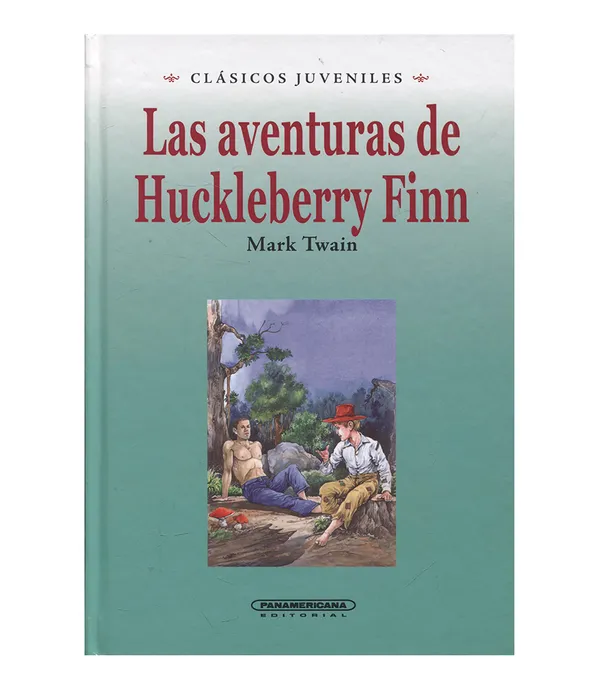 CLÁSICOS JUVENILES
Las aventuras de
Huckleberry Finn
Mark Twain
PANAMERICANA
EDITORIAL